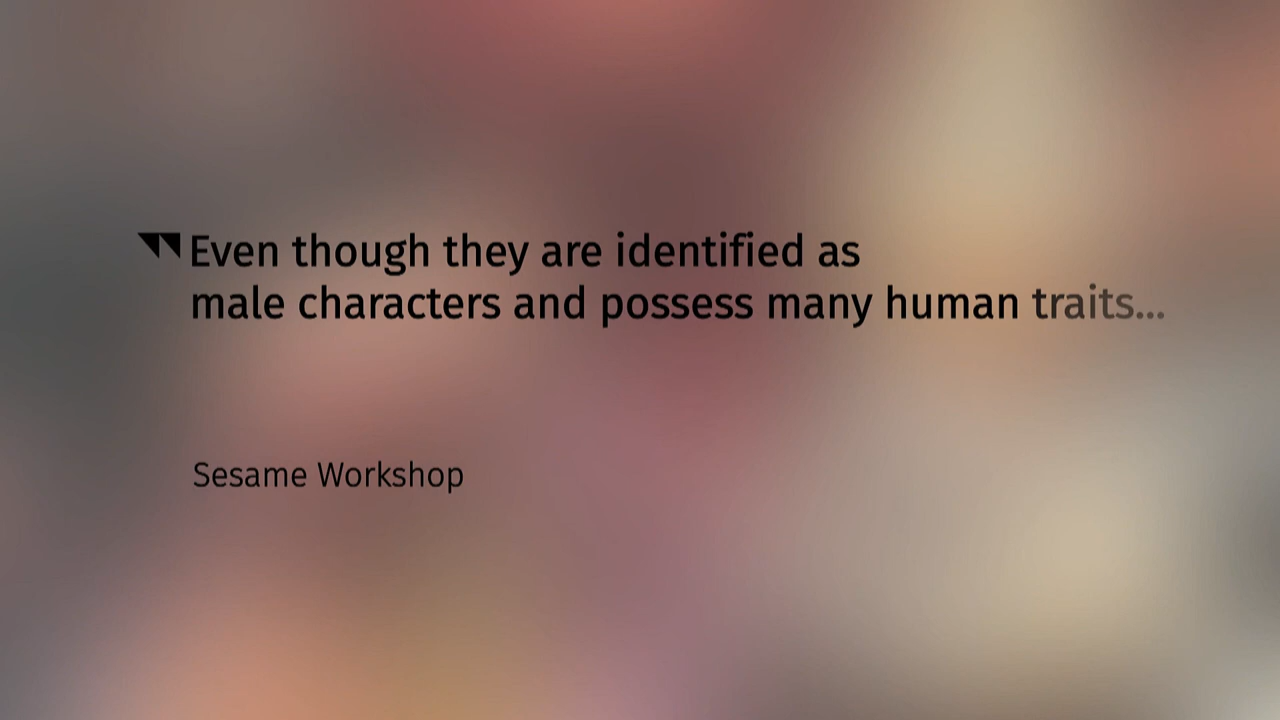 Even though they are identified as
male characters and possess many human traits...
Sesame Workshop